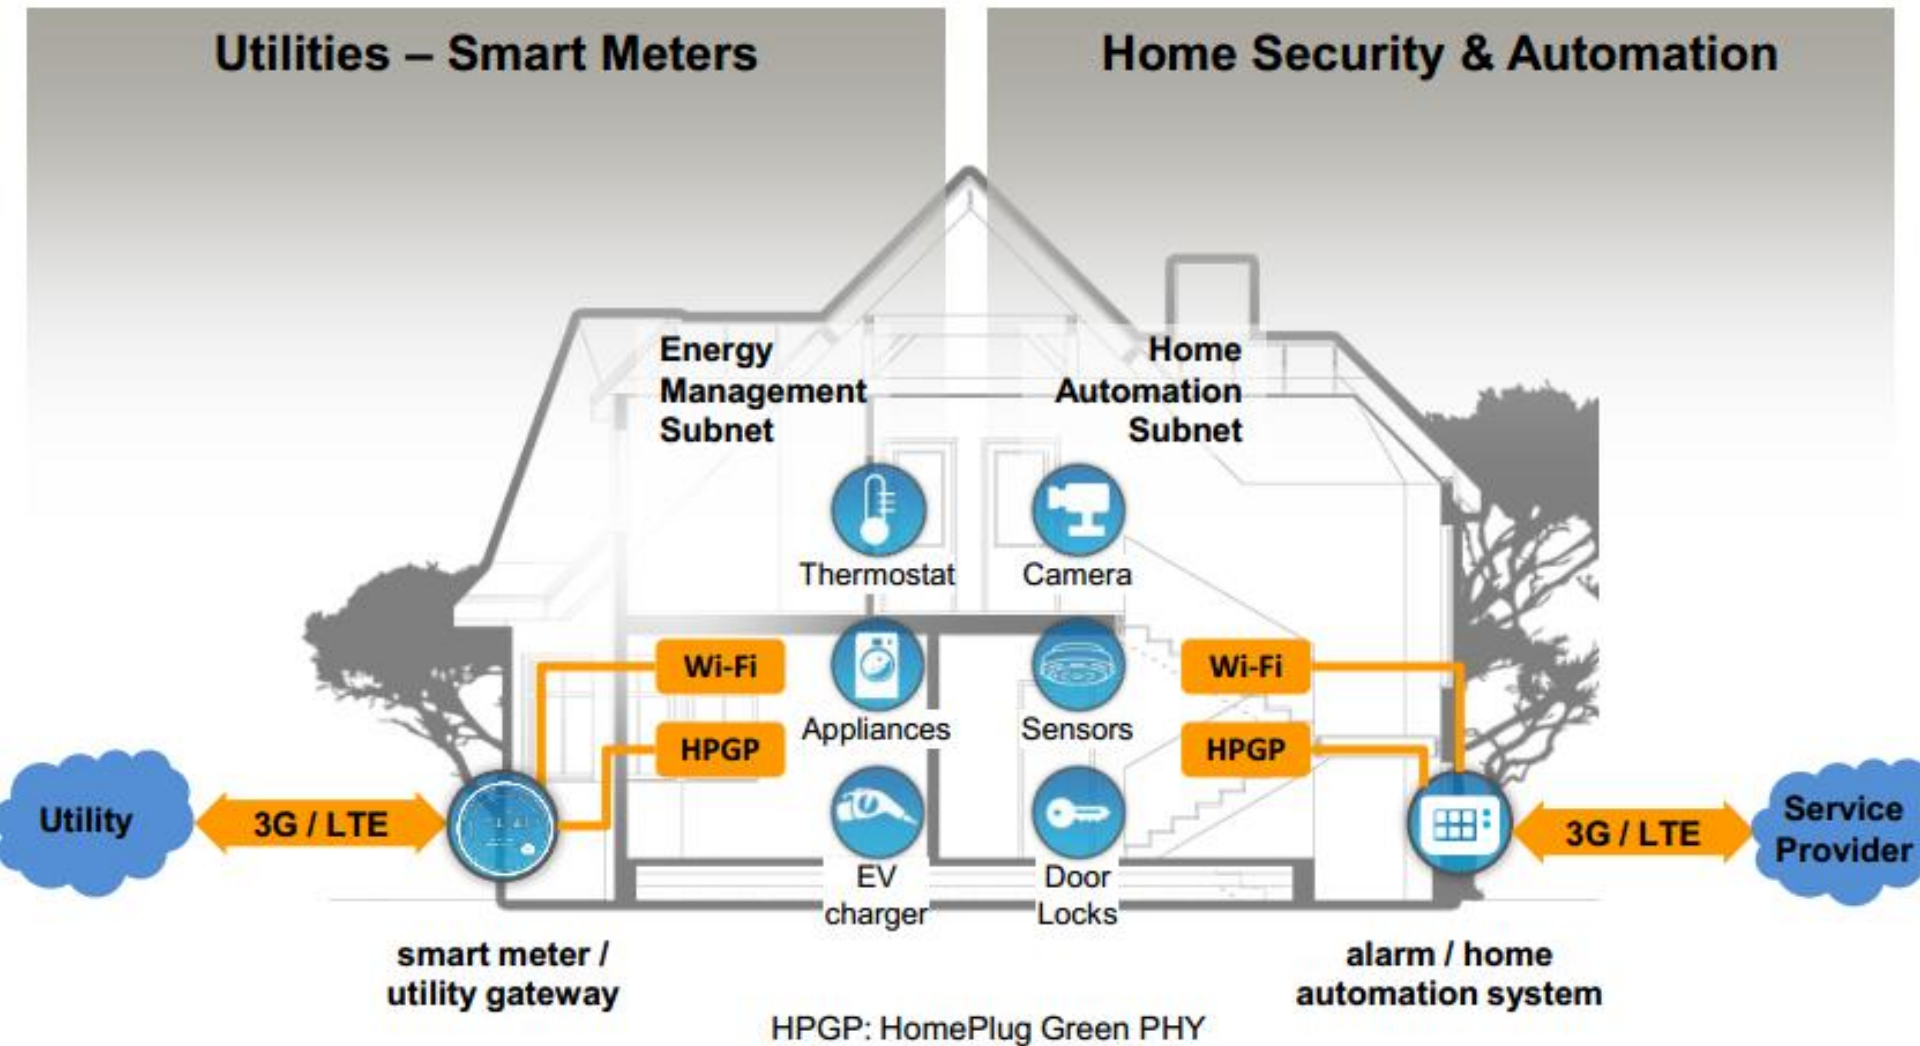 Utilities – Smart Meters
Home Security & Automation
Energy
Management
Subnet
Home
Automation
Subnet
Thermostat
Camera
Wi-Fi
Appliances
Sensors
Wi-Fi
HPGP
HPGP
Utility
3G / LTE
EV
charger
Door
Locks
3G / LTE
Service
Provider
smart meter /
utility gateway
alarm / home
automation system
HPGP: HomePlug Green PHY